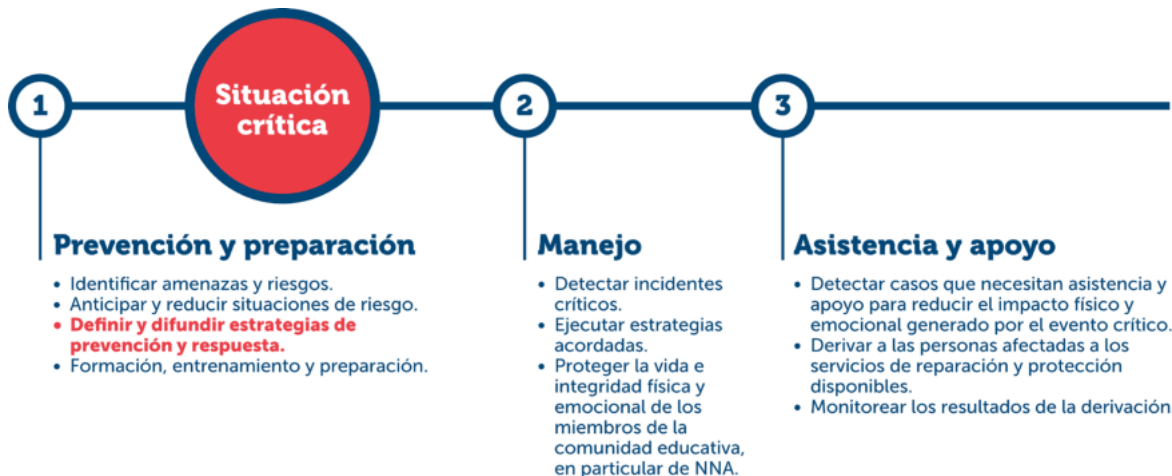 1
Situación
crítica
2
3
Prevención y preparación
• Identificar amenazas y riesgos.
• Anticipar y reducir situaciones de riesgo.
• Definir y difundir estrategias de
prevención y respuesta.
• Formación, entrenamiento y preparación.
Manejo
• Detectar incidentes
críticos.
• Ejecutar estrategias
acordadas.
• Proteger la vida e
integridad física y
emocional de los
miembros de la
comunidad educativa,
en particular de NNA.
Asistencia y apoyo
• Detectar casos que necesitan asistencia y
apoyo para reducir el impacto físico y
emocional generado por el evento crítico.
• Derivar a las personas afectadas a los
servicios de reparación y protección
disponibles.
• Monitorear los resultados de la derivación